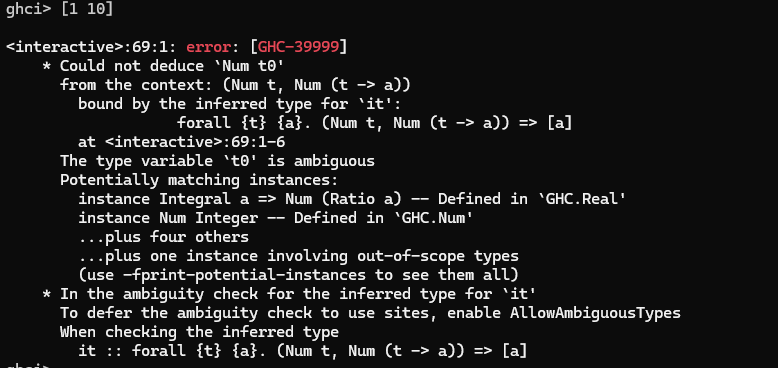 ghci> [1 10]
<interactive>:69:1: error: [GHC-39999]
* Could not deduce `Num t0'
from the context: (Num t, Num (t -> a))
bound by the inferred type for `it':
forall {t} {a}. (Num t, Num (t -> a)) => [a]
at <interactive>:69:1-6
The type variable `t0' is ambiguous
Potentially matching instances:
instance Integral a => Num (Ratio a) -- Defined in `GHC.Real'
instance Num Integer -- Defined in `GHC.Num'
...plus four others
...plus one instance involving out-of-scope types
(use -fprint-potential-instances to see them all)
* In the ambiguity check for the inferred type for `it'
To defer the ambiguity check to use sites, enable AllowAmbiguousTypes
When checking the inferred type
it :: forall {t} {a}. (Num t, Num (t -> a)) => [a]
ghci>